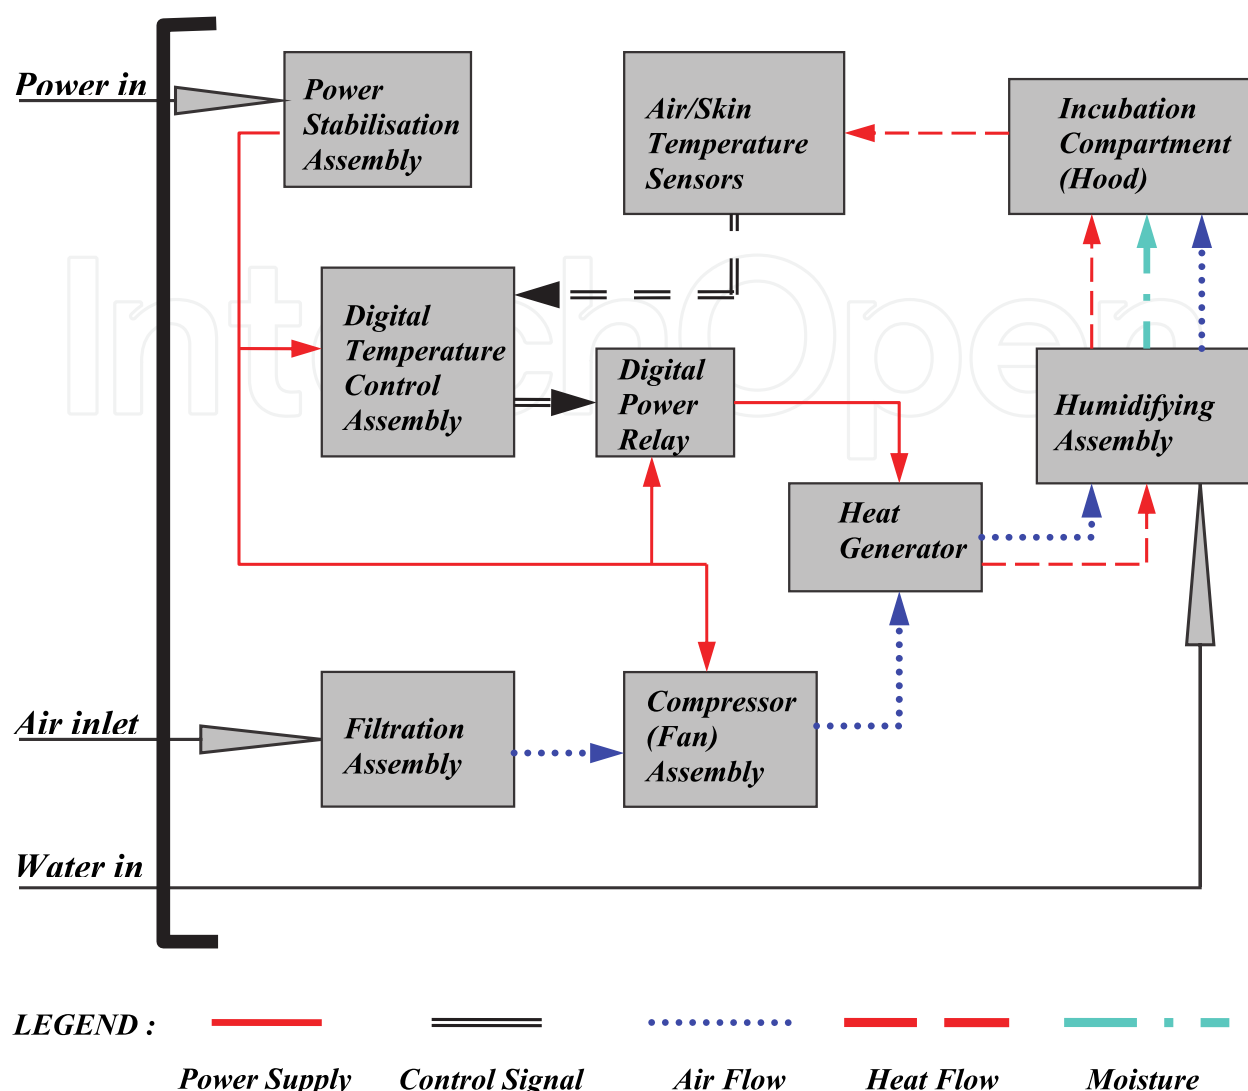 Power in
Power
Stabilisation
Assembly
Air/Skin
Temperature
Sensors
Incubation
Compartment
(Hood)
IntechOpen
Digital
Temperature
Control
Assembly
Digital
Power
Relay
Humidifying
Assembly
Heat
Generator
Air inlet
Filtration
Assembly
Compressor
(Fan)
Assembly
Water in
LEGEND :
Power Supply
Control Signal
Air Flow
Heat Flow
Moisture